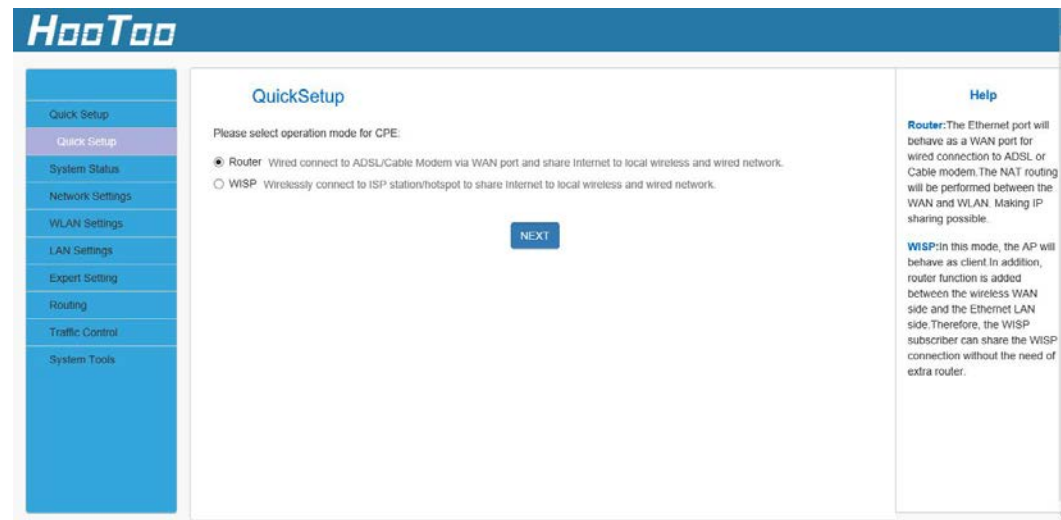 HooToo
Quick Setup
Quick Setup
System Status
Network Settings
WLAN Settings
LAN Settings
Expert Setting
Routing
Traffic Control
System Tools
QuickSetup
Please select operation mode for CPE:
Router Wired connect to ADSL/Cable Modem via WAN port and share Internet to local wireless and wired network.
WISP Wirelessly connect to ISP station/hotspot to share Internet to local wireless and wired network.
NEXT
Help
Router:The Ethernet port will
behave as a WAN port for
wired connection to ADSL or
Cable modem.The NAT routing
will be performed between the
WAN and WLAN. Making IP
sharing possible.
WISP:In this mode, the AP will
behave as client.In addition,
router function is added
between the wireless WAN
side and the Ethernet LAN
side.Therefore, the WISP
subscriber can share the WISP
connection without the need of
extra router.